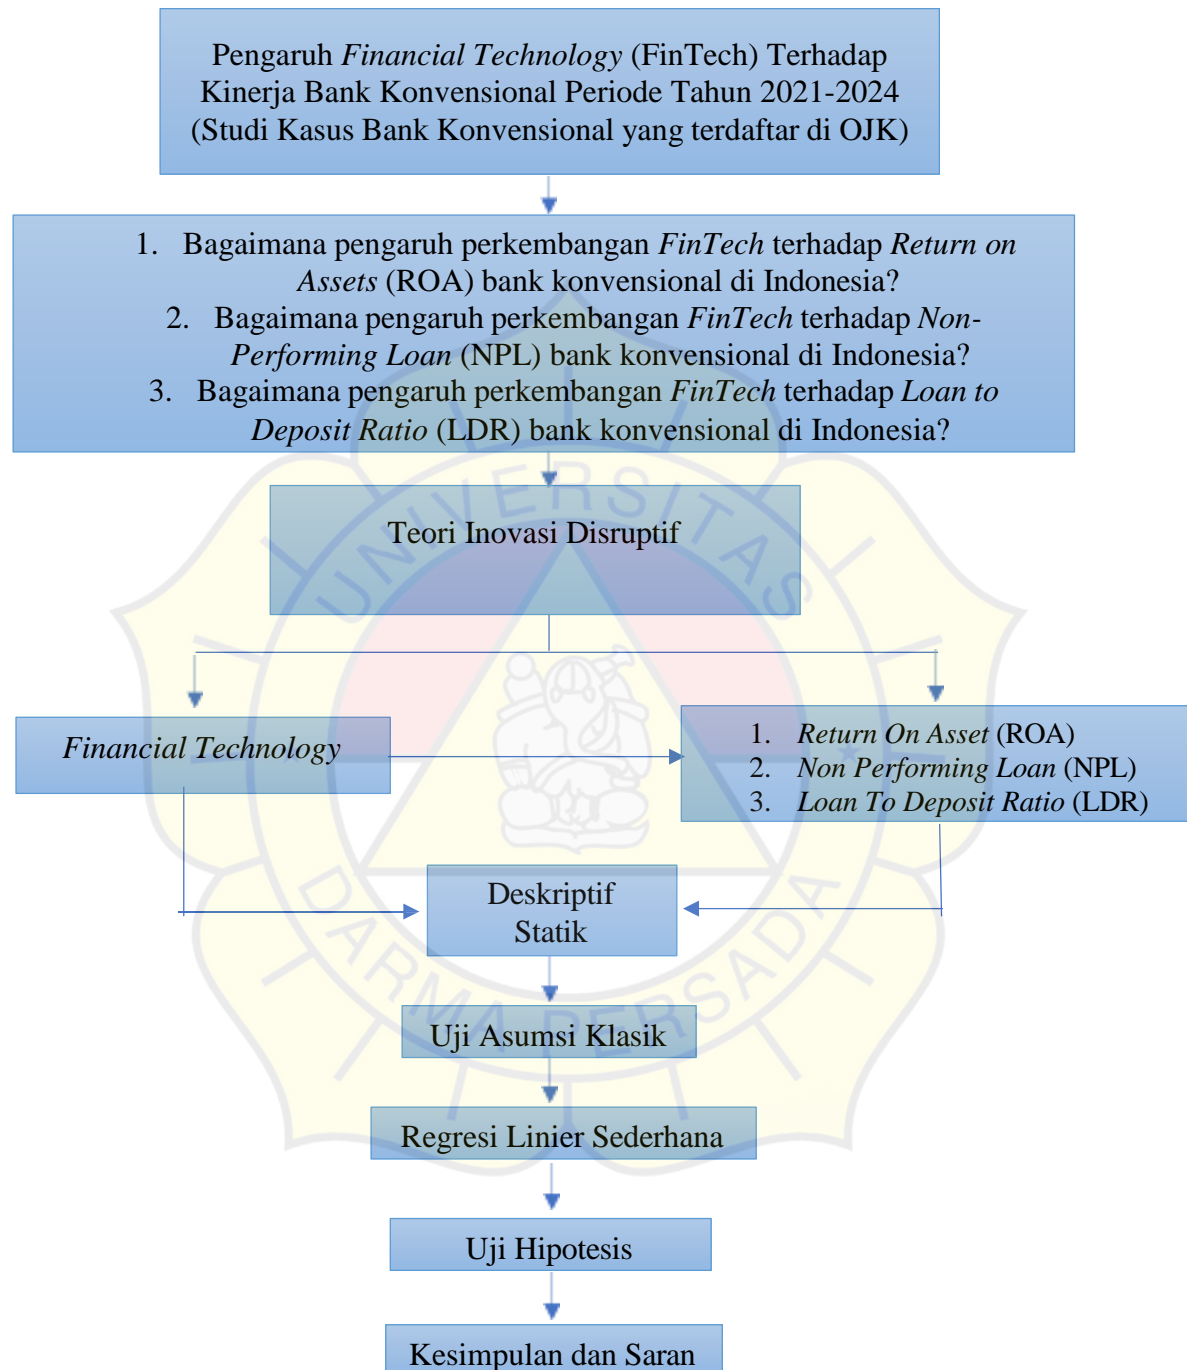 Pengaruh Financial Technology (FinTech) Terhadap
Kinerja Bank Konvensional Periode Tahun 2021-2024
(Studi Kasus Bank Konvensional yang terdaftar di OJK)
1. Bagaimana pengaruh perkembangan FinTech terhadap Return on
Assets (ROA) bank konvensional di Indonesia?
2. Bagaimana pengaruh perkembangan FinTech terhadap Non-
Performing Loan (NPL) bank konvensional di Indonesia?
3. Bagaimana pengaruh perkembangan FinTech terhadap Loan to
Deposit Ratio (LDR) bank konvensional di Indonesia?
UNIVERSITAS
Teori Inovasi Disruptif
Financial Technology
1. Return On Asset (ROA)
2. Non Performing Loan (NPL)
3. Loan To Deposit Ratio (LDR)
Deskriptif
Statik
DARMA PERSADA
Uji Asumsi Klasik
Regresi Linier Sederhana
Uji Hipotesis
Kesimpulan dan Saran